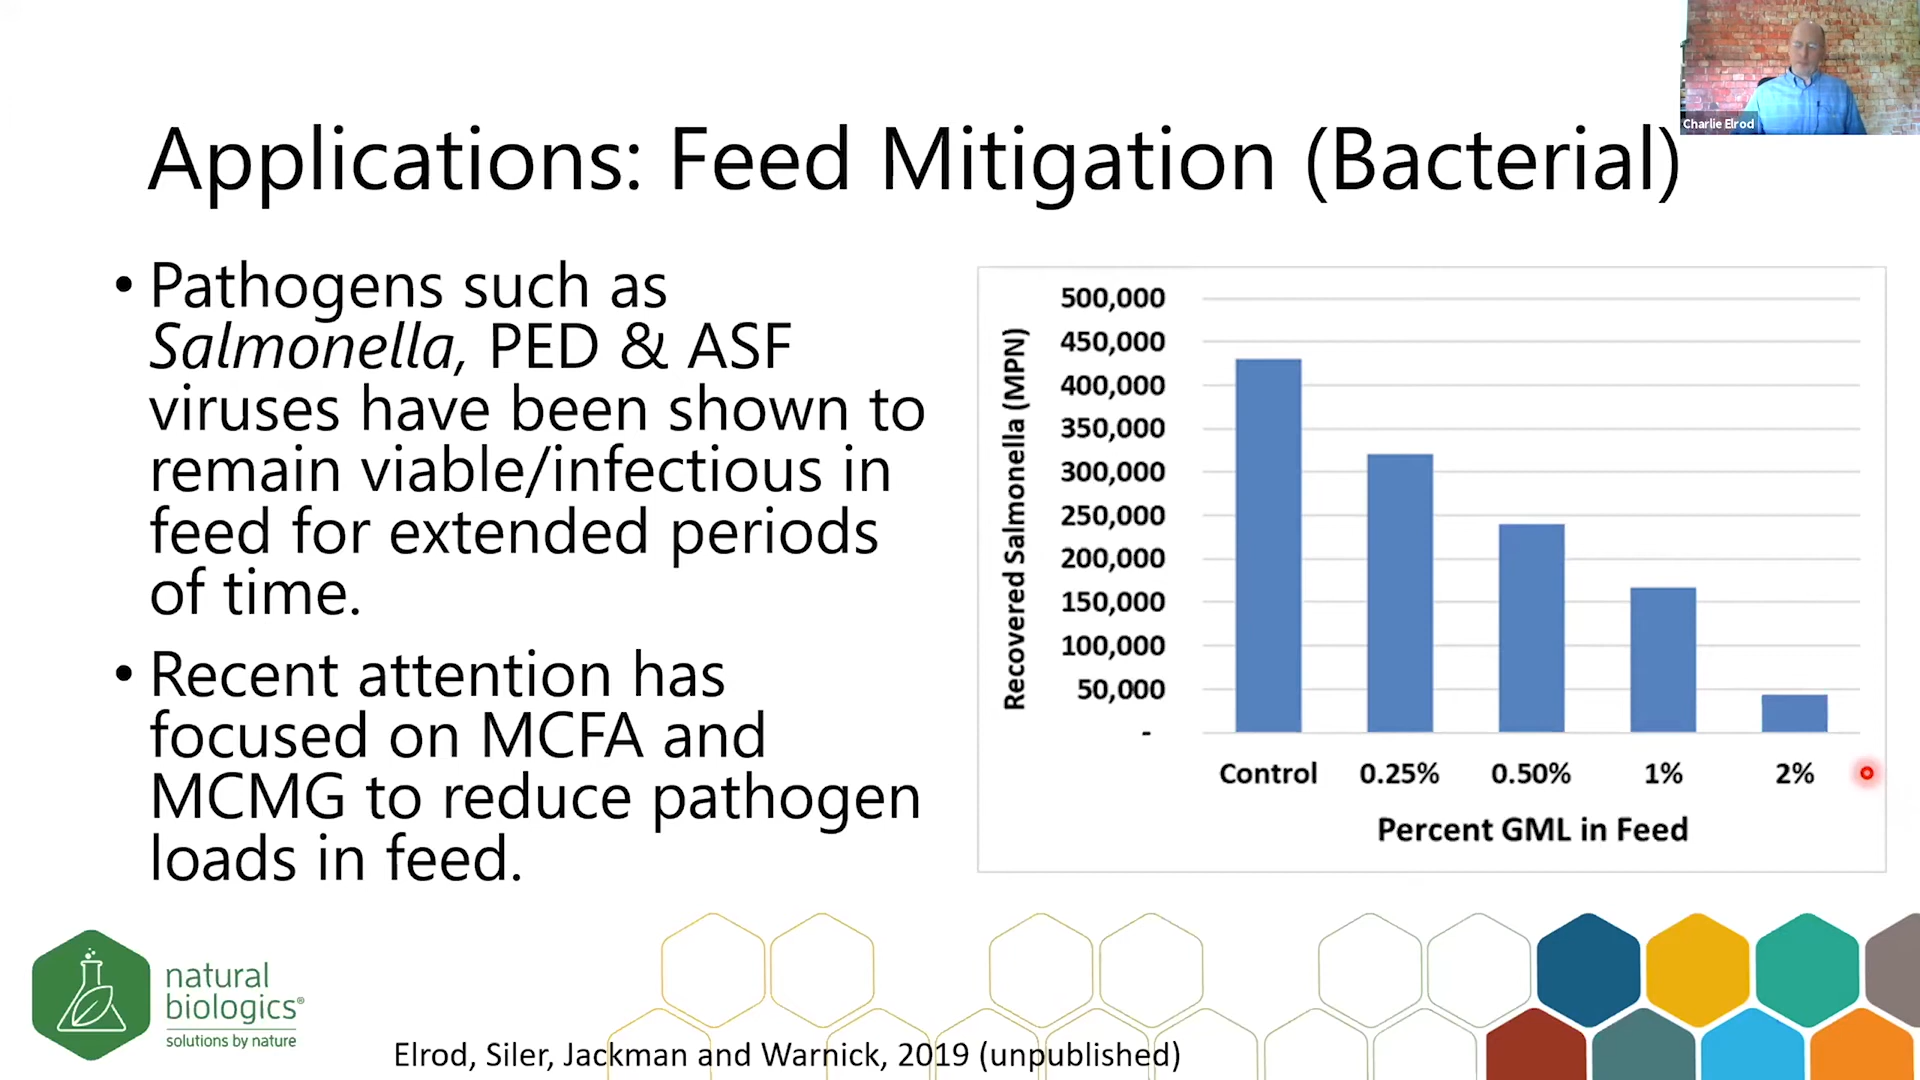 Charlie Elrod
Applications: Feed Mitigation (Bacterial)
• Pathogens such as
Salmonella, PED & ASF
viruses have been shown to
remain viable/infectious in
feed for extended periods
of time.
• Recent attention has
focused on MCFA and
MCMG to reduce pathogen
loads in feed.
Recovered Salmonella (MPN)
500,000
450,000
400,000
350,000
300,000
250,000
200,000
150,000
100,000
50,000
-
Control 0.25% 0.50% 1% 2%
Percent GML in Feed
natural
biologics®
solutions by nature
Elrod, Siler, Jackman and Warnick, 2019 (unpublished)